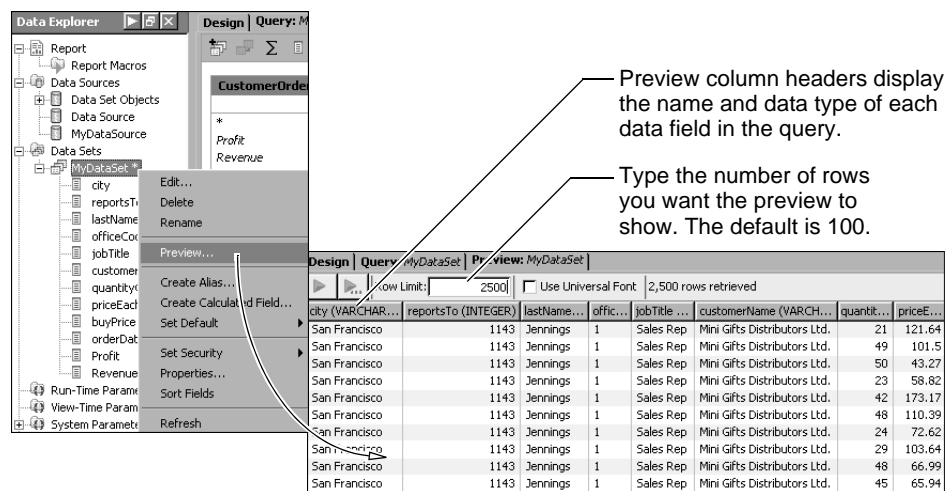 Data Explorer
Design | Query: M
Report
Report Macros
Data Sources
Data Set Objects
Data Source
MyDataSource
Data Sets
MyDataSet *
city
reportsT
lastName
officeCo
jobTitle
customer
quantity
priceEach
buyPrice
orderDat
Profit
Revenue
Run-Time Parame
View-Time Param
System Paramete
CustomerOrde
*
Profit
Revenue
Edit...
Delete
Rename
Preview...
Create Alias...
Create Calculated Field...
Set Default
Set Security
Properties...
Sort Fields
Refresh
Preview column headers display
the name and data type of each
data field in the query.
Type the number of rows
you want the preview to
show. The default is 100.
Design | Query: MyDataSet | Preview: MyDataSet
Row Limit: 2500 Use Universal Font 2,500 rows retrieved
city (VARCHAR... reportsTo (INTEGER) lastName... offic... jobTitle ... customerName (VARCH... quantit... priceE...
San Francisco 1143 Jennings 1 Sales Rep Mini Gifts Distributors Ltd. 21 121.64
San Francisco 1143 Jennings 1 Sales Rep Mini Gifts Distributors Ltd. 49 101.5
San Francisco 1143 Jennings 1 Sales Rep Mini Gifts Distributors Ltd. 50 43.27
San Francisco 1143 Jennings 1 Sales Rep Mini Gifts Distributors Ltd. 23 58.82
San Francisco 1143 Jennings 1 Sales Rep Mini Gifts Distributors Ltd. 42 173.17
San Francisco 1143 Jennings 1 Sales Rep Mini Gifts Distributors Ltd. 48 110.39
San Francisco 1143 Jennings 1 Sales Rep Mini Gifts Distributors Ltd. 24 72.62
San Francisco 1143 Jennings 1 Sales Rep Mini Gifts Distributors Ltd. 29 103.64
San Francisco 1143 Jennings 1 Sales Rep Mini Gifts Distributors Ltd. 48 66.99
San Francisco 1143 Jennings 1 Sales Rep Mini Gifts Distributors Ltd. 45 65.94